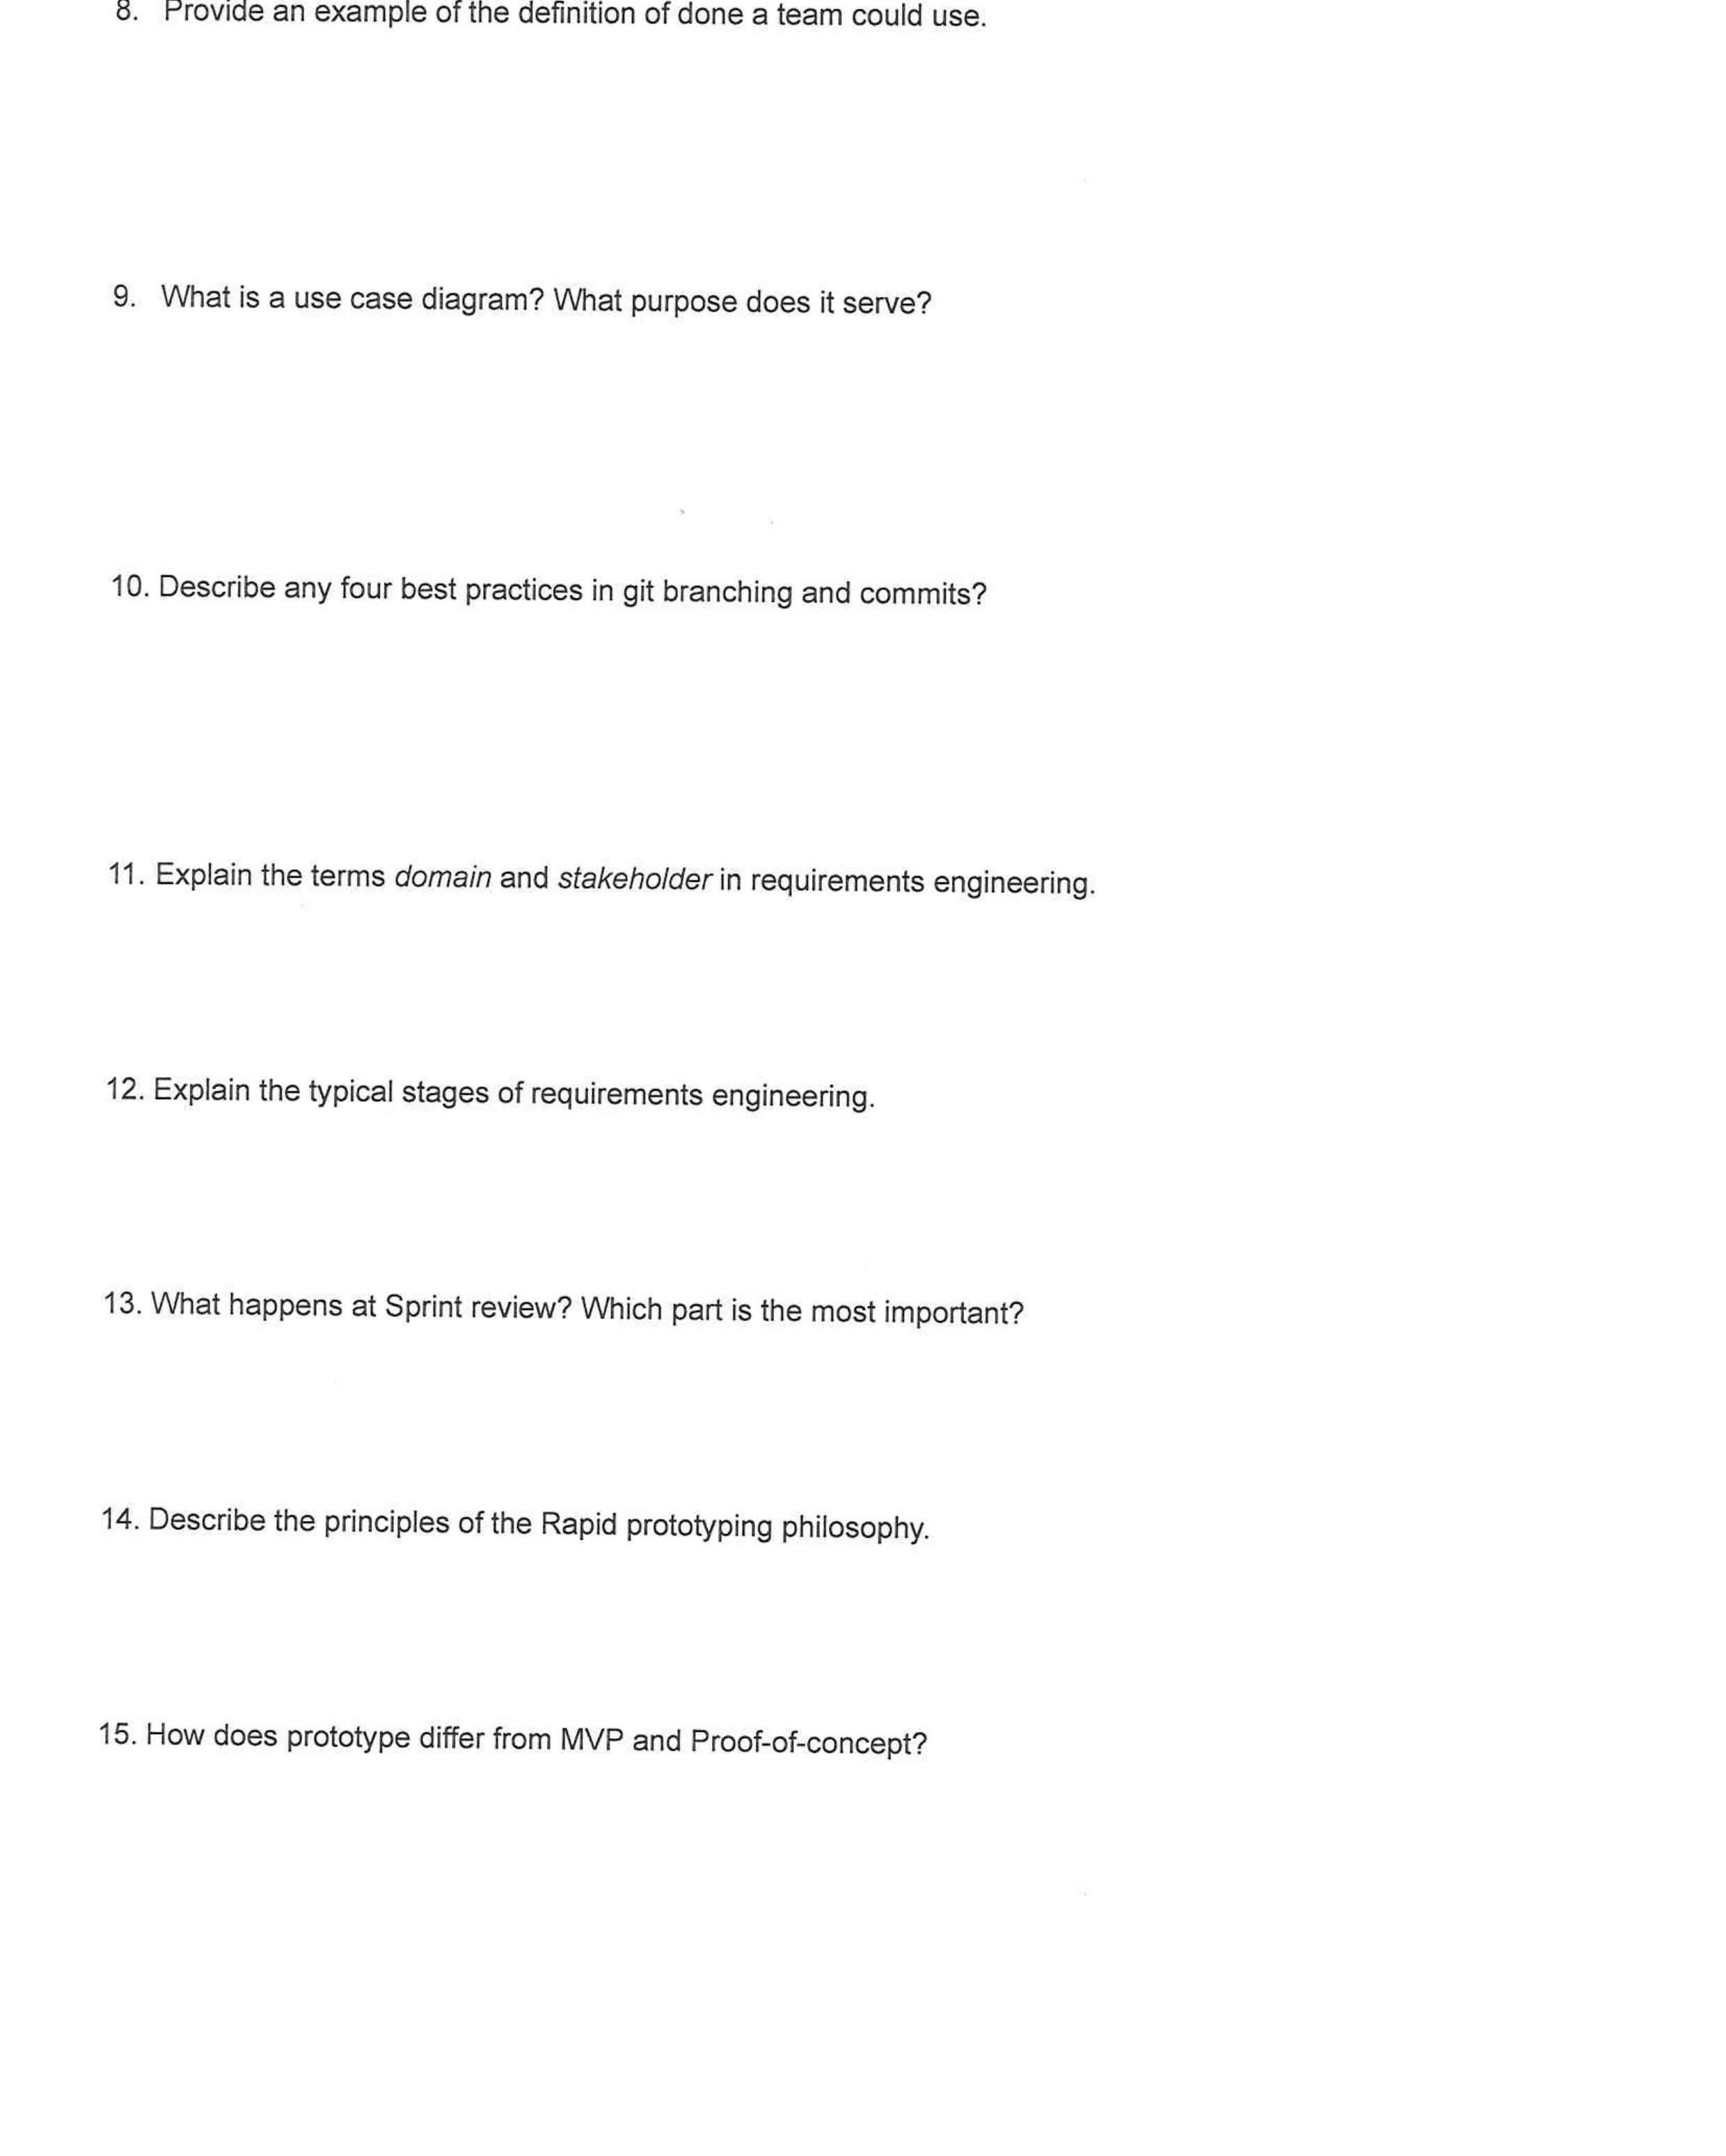 8. Provide an example of the definition of done a team could use.
9. What is a use case diagram? What purpose does it serve?
10. Describe any four best practices in git branching and commits?
11. Explain the terms domain and stakeholder in requirements engineering.
12. Explain the typical stages of requirements engineering.
13. What happens at Sprint review? Which part is the most important?
14. Describe the principles of the Rapid prototyping philosophy.
15. How does prototype differ from MVP and Proof-of-concept?